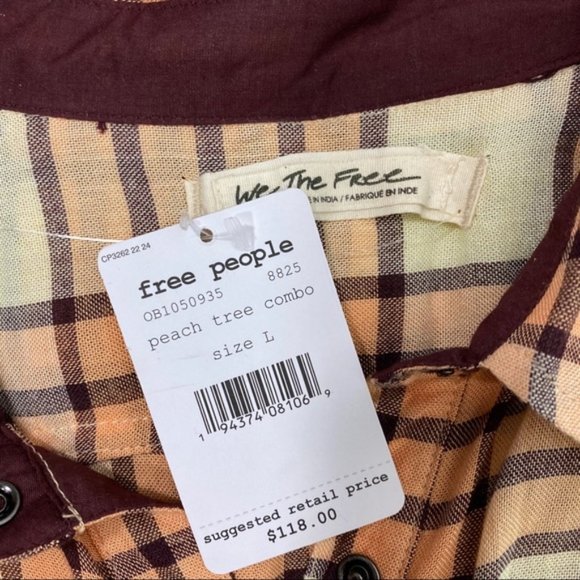 We The Free
E IN INDIA / FABRIQUÉ EN INDE
CP3262 22 24
free people
OB1050935 8825
peach tree combo
size L
1 94374 08106 9
suggested retail price
$118.00